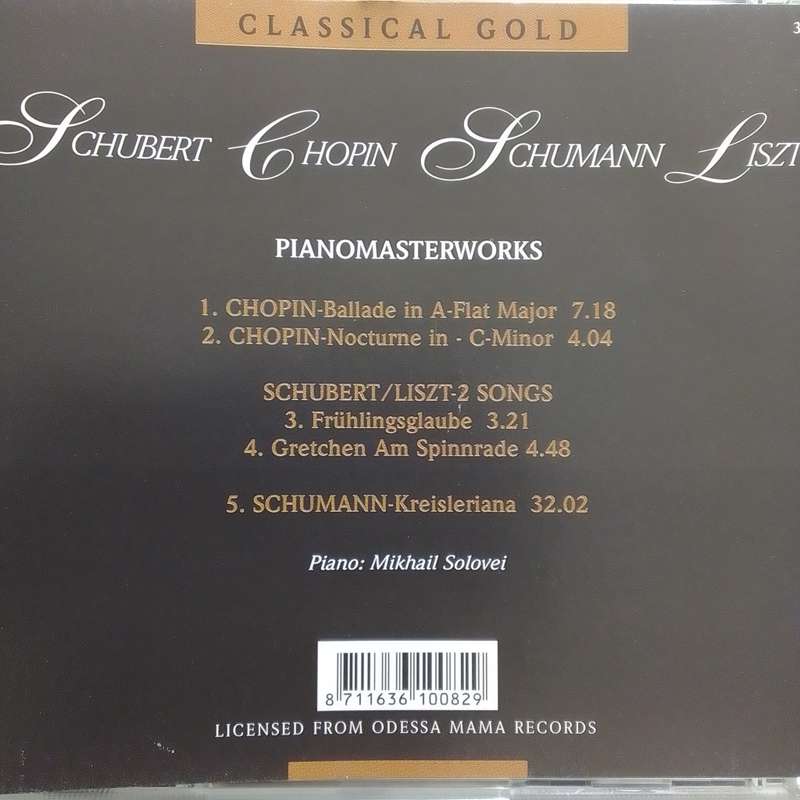 CLASSICAL GOLD
3
SCHUBERT CHOPIN SCHUMANN LISZT
PIANOMASTERWORKS
1. CHOPIN-Ballade in A-Flat Major 7.18
2. CHOPIN-Nocturne in - C-Minor 4.04
SCHUBERT/LISZT-2 SONGS
3. Frühlingsglaube 3.21
4. Gretchen Am Spinnrade 4.48
5. SCHUMANN-Kreisleriana 32.02
Piano: Mikhail Solovei
8 711636 100829
LICENSED FROM ODESSA MAMA RECORDS